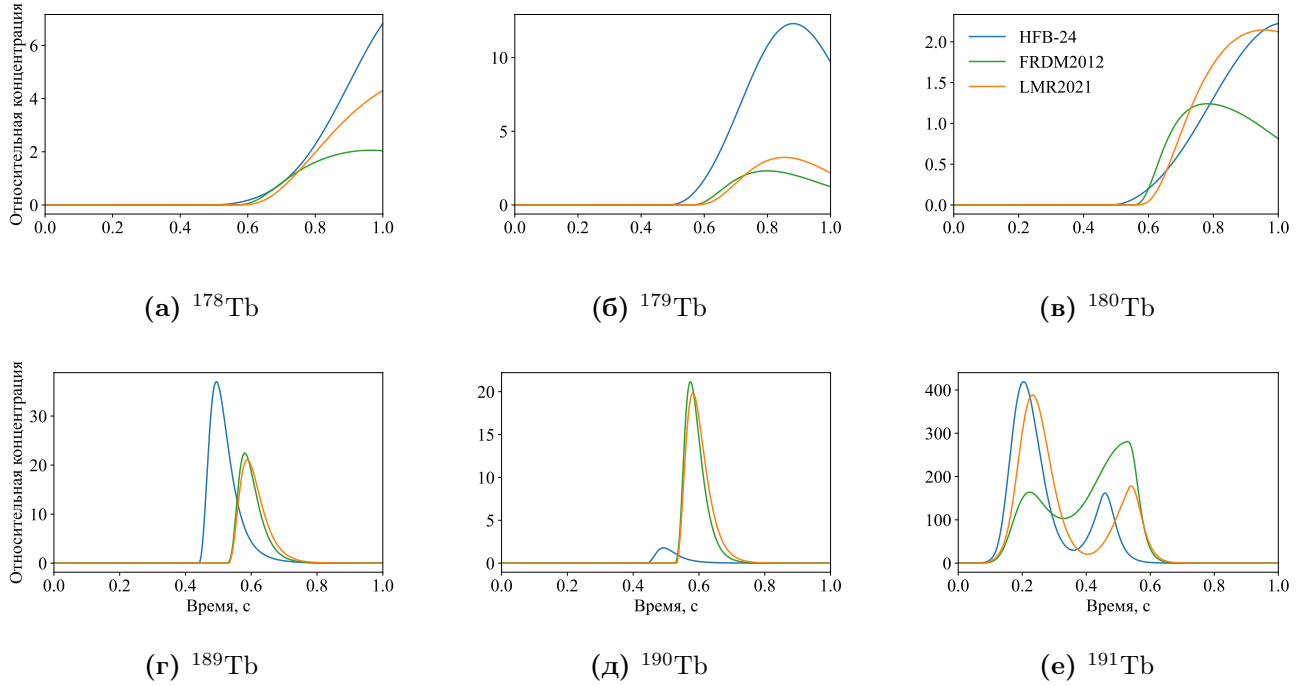 Относительная концентрация
6
4
2
0
0.0 0.2 0.4 0.6 0.8 1.0
10
5
0
0.0 0.2 0.4 0.6 0.8 1.0
2.0
1.5
1.0
0.5
0.0
0.0 0.2 0.4 0.6 0.8 1.0
HFB-24
FRDM2012
LMR2021
(а) ¹⁷⁸Tb
(б) ¹⁷⁹Tb
(в) ¹⁸⁰Tb
Относительная концентрация
30
20
10
0
0.0 0.2 0.4 0.6 0.8 1.0
Время, с
20
15
10
5
0
0.0 0.2 0.4 0.6 0.8 1.0
Время, с
400
300
200
100
0
0.0 0.2 0.4 0.6 0.8 1.0
Время, с
(г) ¹⁸⁹Tb
(д) ¹⁹⁰Tb
(е) ¹⁹¹Tb